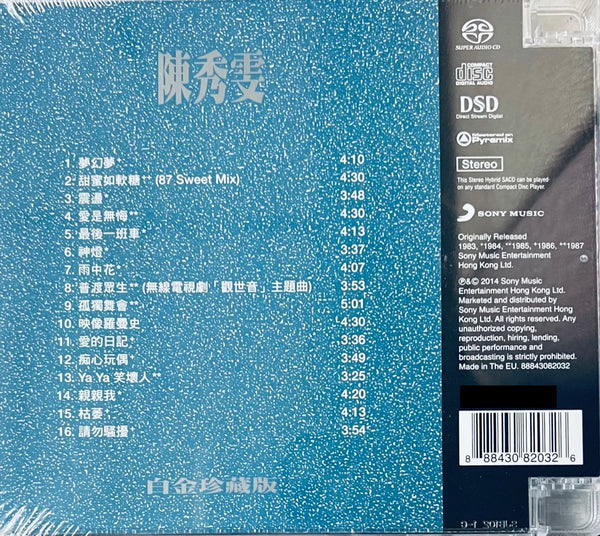 陳秀雯
1. 夢幻夢 4:10
2. 甜蜜如軟糖** (87 Sweet Mix) 4:30
3. 震盪 3:48
4. 愛是無悔** 4:30
5. 最後一班車* 4:13
6. 神燈* 3:37
7. 雨中花* 4:07
8. 普渡眾生** (無線電視劇「觀世音」主題曲) 3:53
9. 孤獨舞會** 5:01
10. 映像羅曼史 4:30
11. 愛的日記* 3:36
12. 痴心玩偶* 3:49
13. Ya Ya 笑壞人** 3:25
14. 親親我* 4:20
15. 枯萎* 4:13
16. 請勿騷擾* 3:54
白金珍藏版
SUPER AUDIO CD
COMPACT
disc
DIGITAL AUDIO
DSD
Direct Stream Digital
Mastered on
Pyramix
Stereo
This Stereo Hybrid SACD can be played
on any standard Compact Disc Player.
SONY MUSIC
Originally Released
1983, *1984, **1985, *1986, **1987
Sony Music Entertainment
Hong Kong Ltd.
℗&© 2014 Sony Music
Entertainment Hong Kong Ltd.
Marketed and distributed by
Sony Music Entertainment Hong
Kong Ltd. All Rights Reserved. Any
unauthorized copying,
reproduction, hiring, lending,
public performance and
broadcasting is strictly prohibited.
Made in The EU. 88843082032
8 88430 82032 6